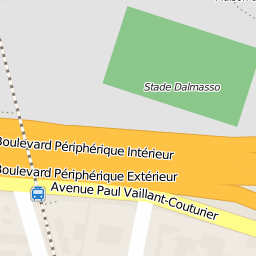 Stade Dalmasso
Boulevard Périphérique Intérieur
Boulevard Périphérique Extérieur
Avenue Paul Vaillant-Couturier